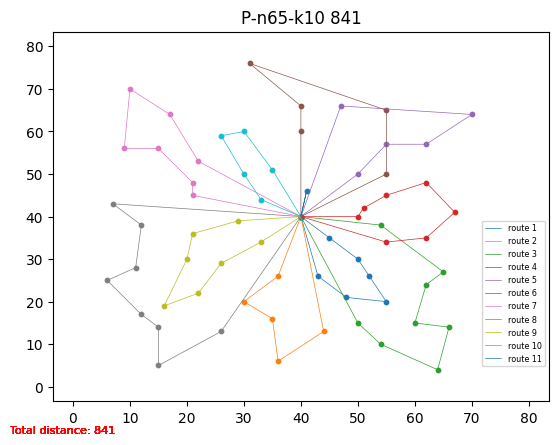 P-n65-k10 841
80
70
60
50
40
30
20
10
0
0 10 20 30 40 50 60 70 80
route 1
route 2
route 3
route 4
route 5
route 6
route 7
route 8
route 9
route 10
route 11
Total distance: 841